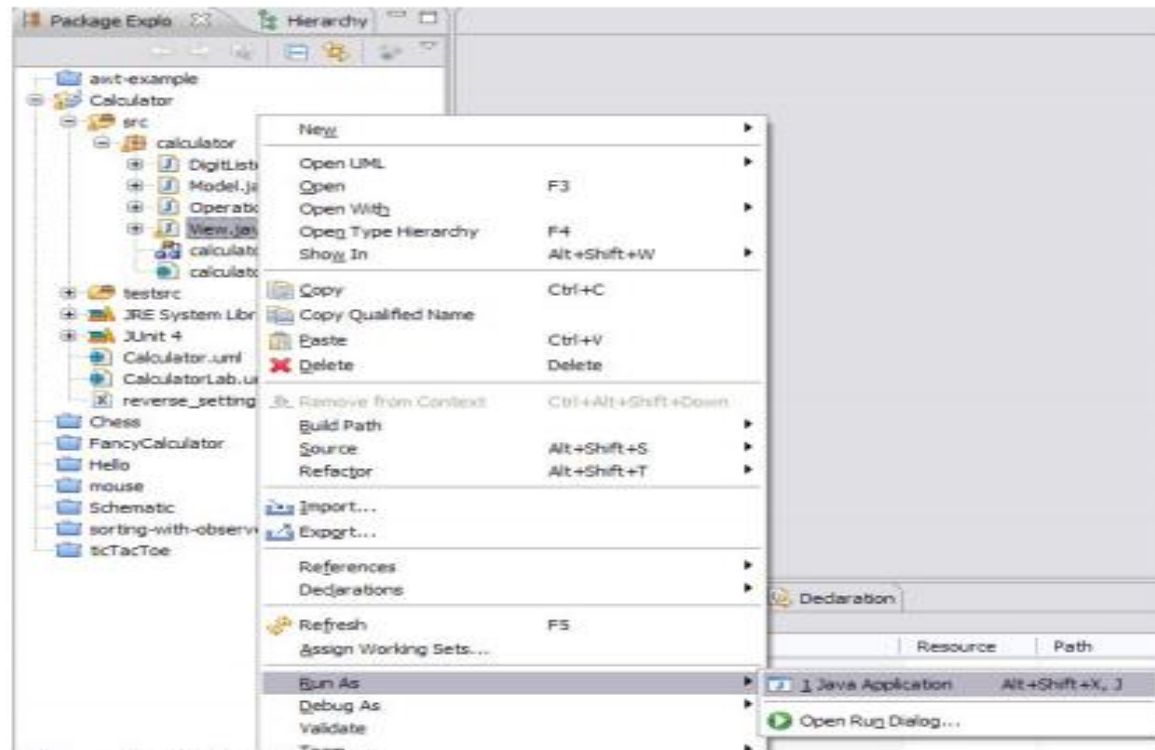 Package Explo
Hierarchy
awt-example
Calculator
src
calculator
DigitListe
Model.ja
Operatio
View.jav
calculato
calculato
testsrc
JRE System Libr
JUnit 4
Calculator.uml
CalculatorLab.u
reverse_setting
Chess
FancyCalculator
Hello
mouse
Schematic
sorting-with-observe
ticTacToe
New
Open UML
Open F3
Open With
Open Type Hierarchy F4
Show In Alt+Shift+W
Copy Ctrl+C
Copy Qualified Name
Paste Ctrl+V
Delete Delete
Remove from Context Ctrl+Alt+Shift+Down
Build Path
Source Alt+Shift+S
Refactor Alt+Shift+T
Import...
Export...
References
Declarations
Refresh F5
Assign Working Sets...
Run As
Debug As
Validate
Team
Declaration
Resource Path
1 Java Application Alt+Shift+X, J
Open Run Dialog...